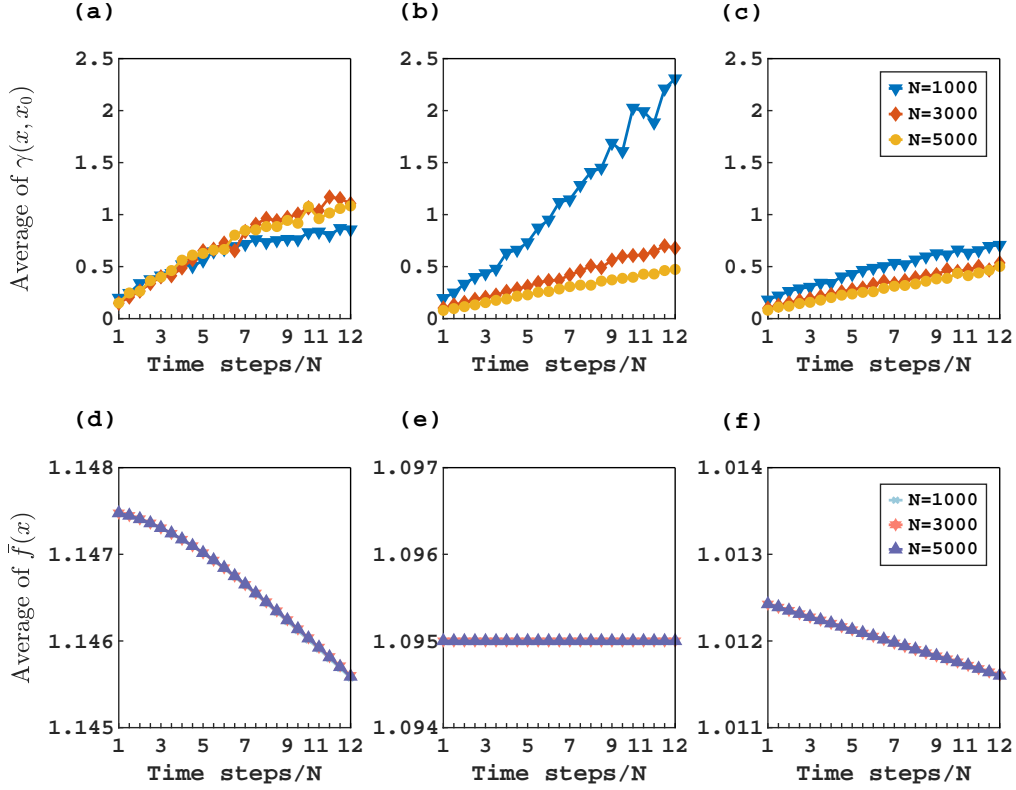 (a)
(b)
(c)
Average of γ(x, x₀)
2.5
2
1.5
1
0.5
0
1 3 5 7 9 11 12
Time steps/N
2.5
2
1.5
1
0.5
0
1 3 5 7 9 11 12
Time steps/N
2.5
2
1.5
1
0.5
0
1 3 5 7 9 11 12
Time steps/N
N=1000
N=3000
N=5000
(d)
(e)
(f)
Average of f̄(x)
1.148
1.147
1.146
1.145
1 3 5 7 9 11 12
Time steps/N
1.097
1.096
1.095
1.094
1 3 5 7 9 11 12
Time steps/N
1.014
1.013
1.012
1.011
1 3 5 7 9 11 12
Time steps/N
N=1000
N=3000
N=5000